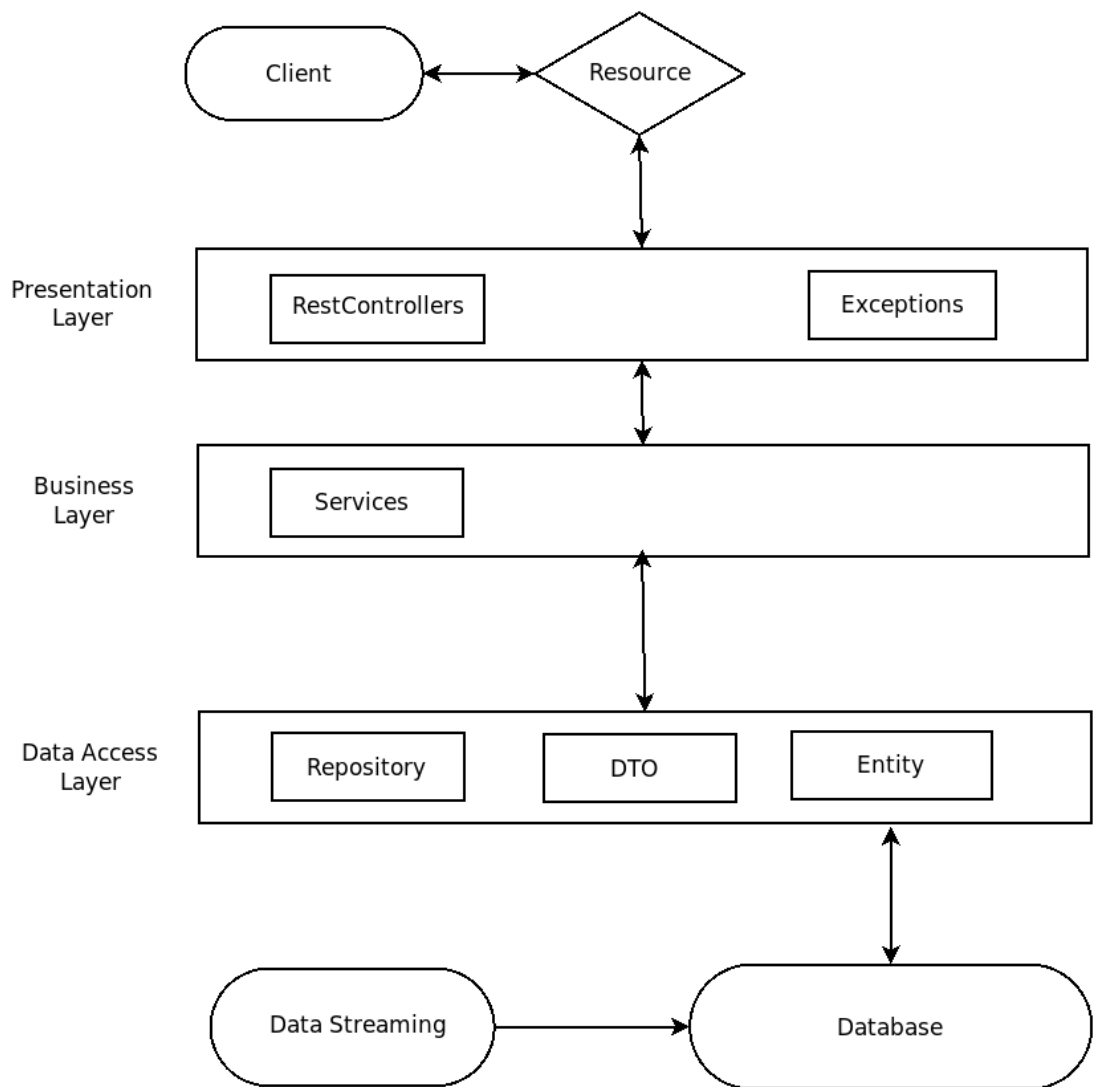 Client
Resource
Presentation
Layer
RestControllers
Exceptions
Business
Layer
Services
Data Access
Layer
Repository
DTO
Entity
Data Streaming
Database